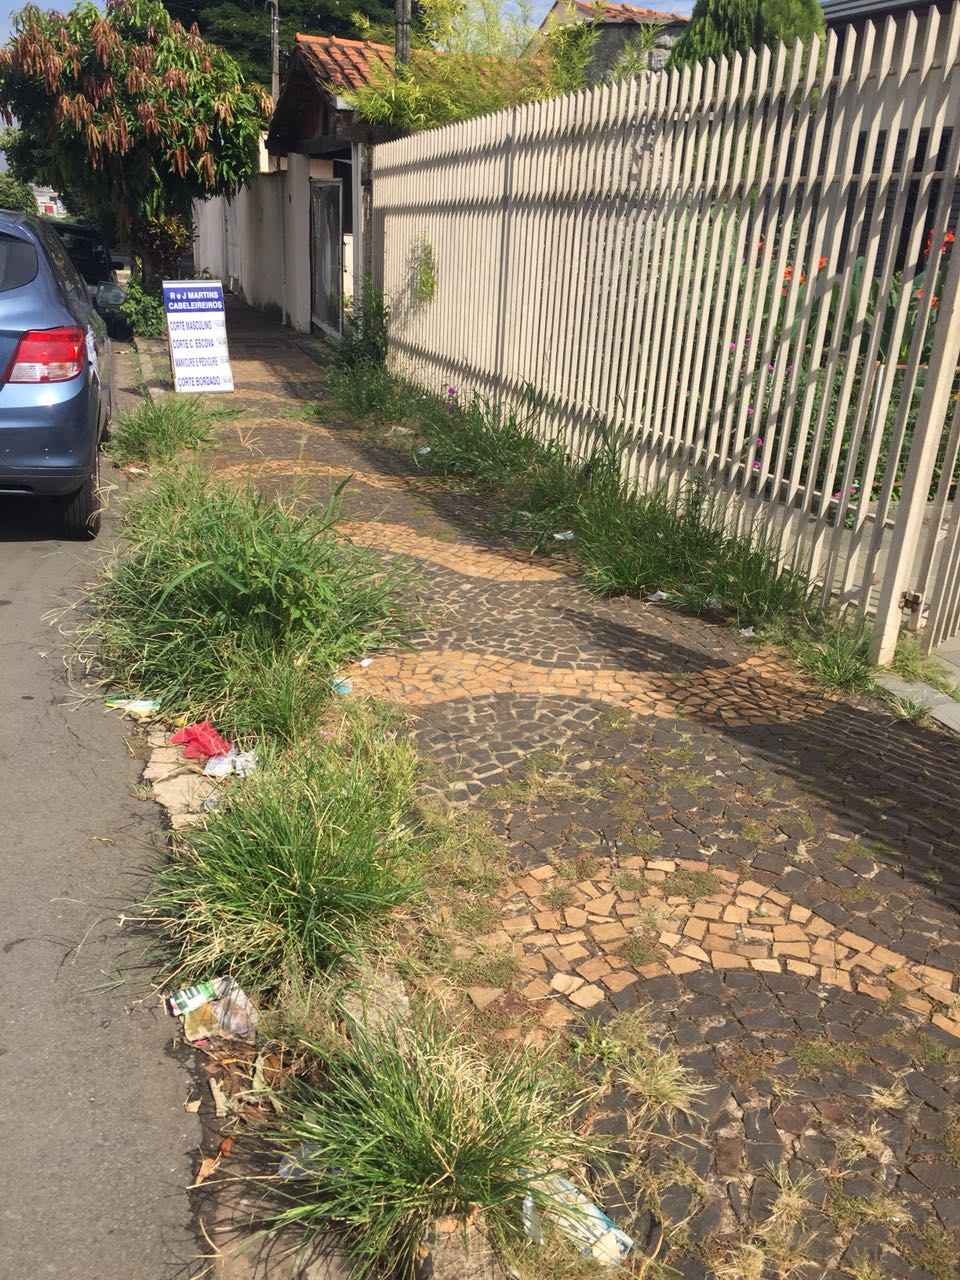 R e J MARTINS
CABELEIREIROS
CORTE MASCULINO
CORTE C. ESCOVA
MANICURE E PEDICURE
CORTE BORDADO